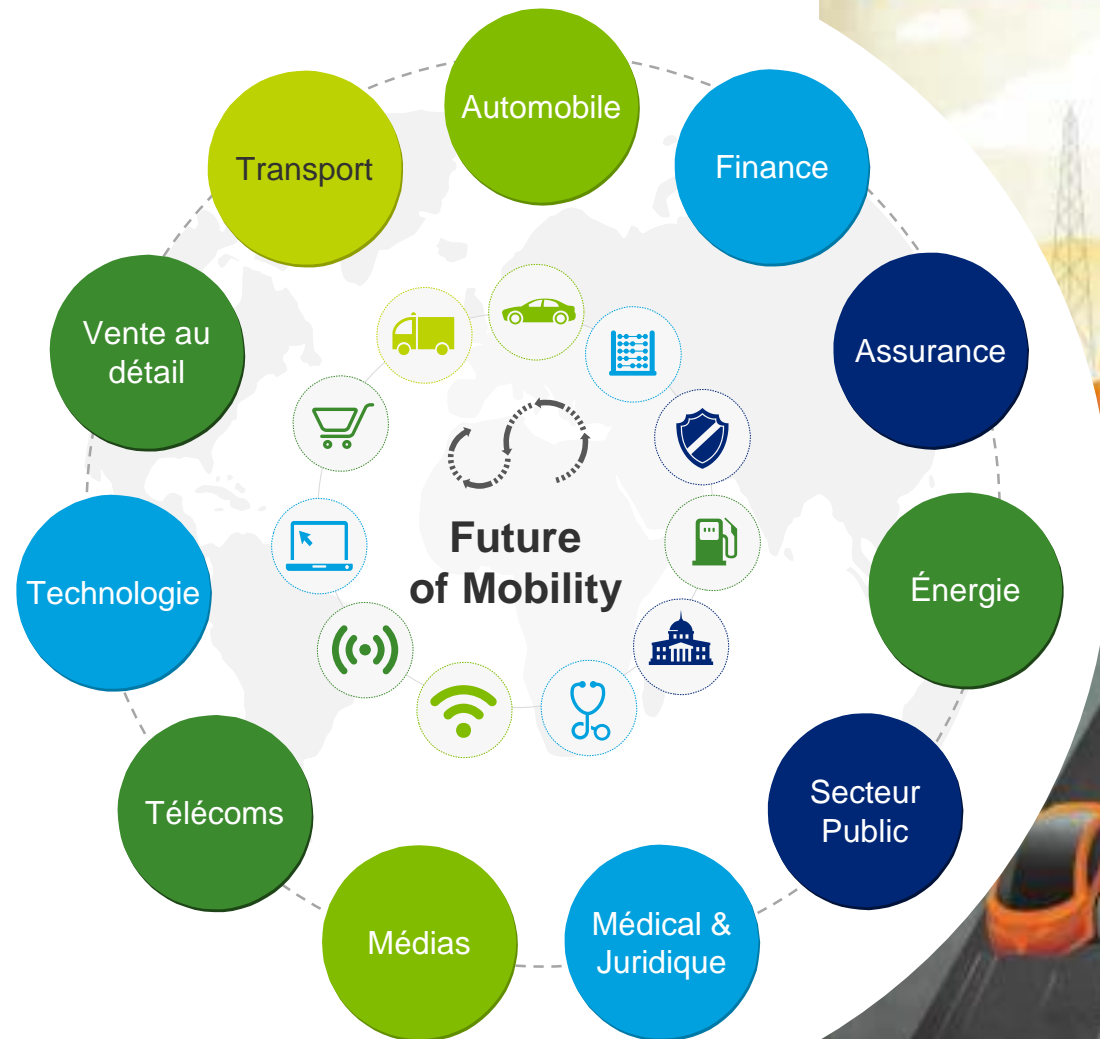 Automobile
Finance
Assurance
Énergie
Secteur
Public
Médical &
Juridique
Médias
Télécoms
Technologie
Vente au
détail
Transport
Future
of Mobility